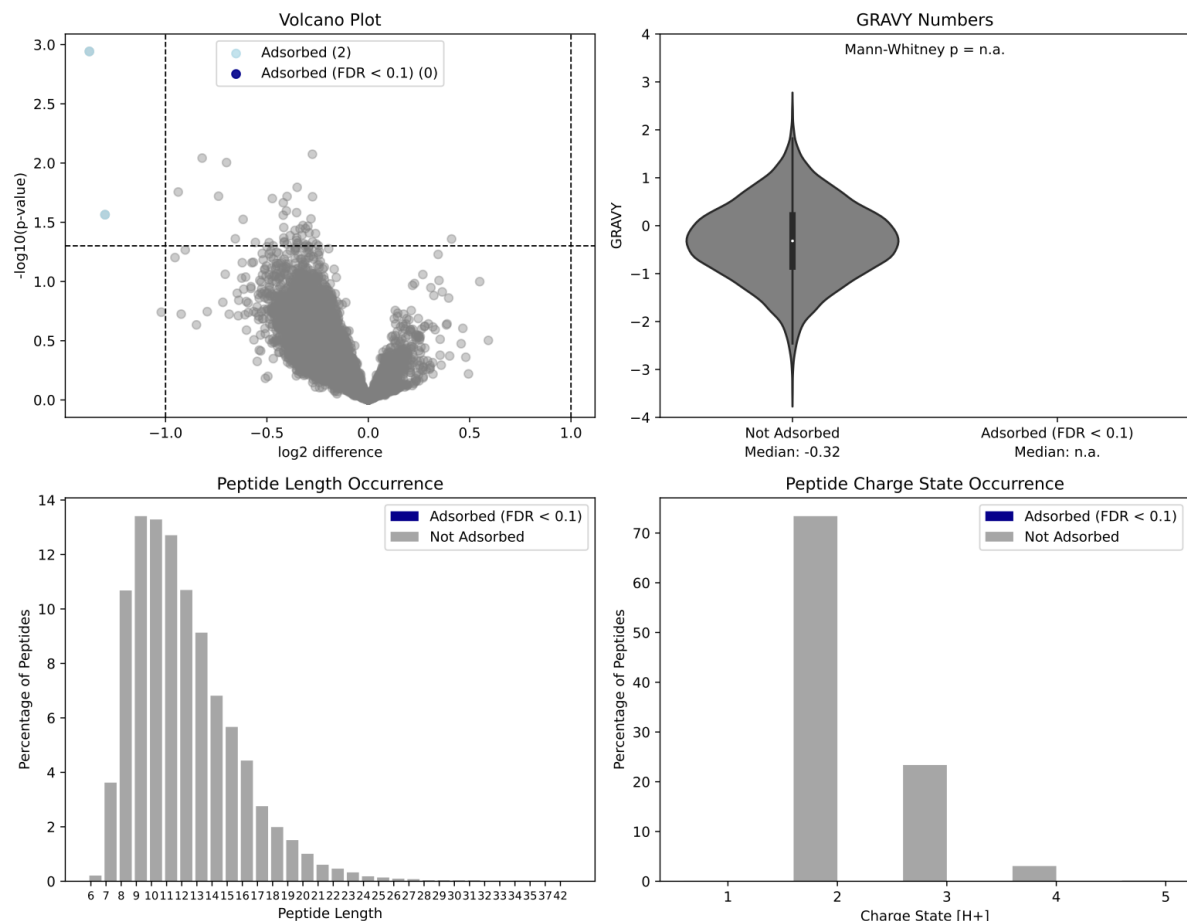 Volcano Plot
Adsorbed (2)
Adsorbed (FDR < 0.1) (0)
-log10(p-value)
3.0
2.5
2.0
1.5
1.0
0.5
0.0
−1.0 −0.5 0.0 0.5 1.0
log2 difference
GRAVY Numbers
Mann-Whitney p = n.a.
GRAVY
4
3
2
1
0
−1
−2
−3
−4
Not Adsorbed Adsorbed (FDR < 0.1)
Median: -0.32 Median: n.a.
Peptide Length Occurrence
Adsorbed (FDR < 0.1)
Not Adsorbed
Percentage of Peptides
14
12
10
8
6
4
2
0
6 7 8 9 10 11 12 13 14 15 16 17 18 19 20 21 22 23 24 25 26 27 28 29 30 31 32 33 34 35 37 42
Peptide Length
Peptide Charge State Occurrence
Adsorbed (FDR < 0.1)
Not Adsorbed
Percentage of Peptides
70
60
50
40
30
20
10
0
1 2 3 4 5
Charge State [H+]